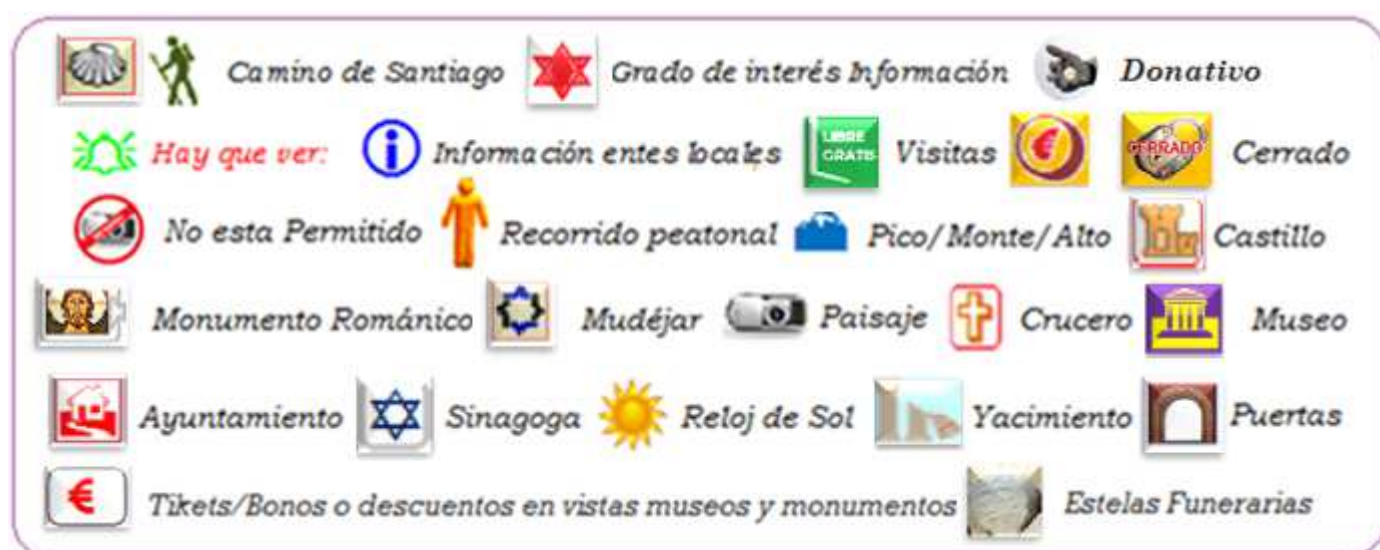 Camino de Santiago Grado de interés Información Donativo
Hay que ver: Información entes locales LIBRE GRATIS Visitas € CERRADO Cerrado
No esta Permitido Recorrido peatonal Pico/Monte/Alto Castillo
Monumento Románico Mudéjar Paisaje Crucero Museo
Ayuntamiento Sinagoga Reloj de Sol Yacimiento Puertas
€ Tikets/Bonos o descuentos en vistas museos y monumentos Estelas Funerarias